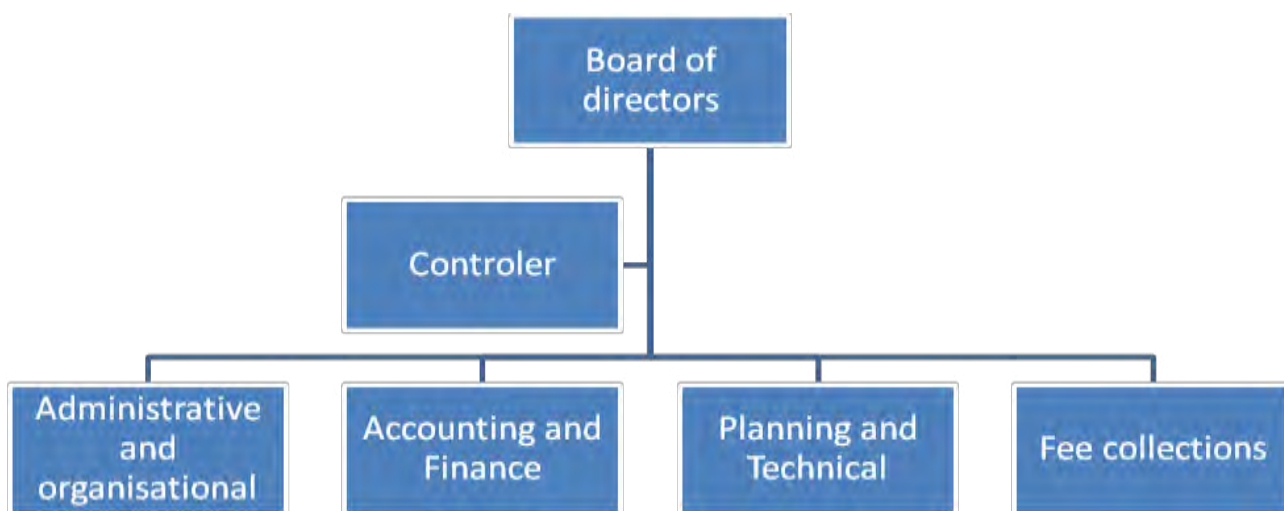 Board of
directors
Controler
Administrative
and
organisational
Accounting and
Finance
Planning and
Technical
Fee collections